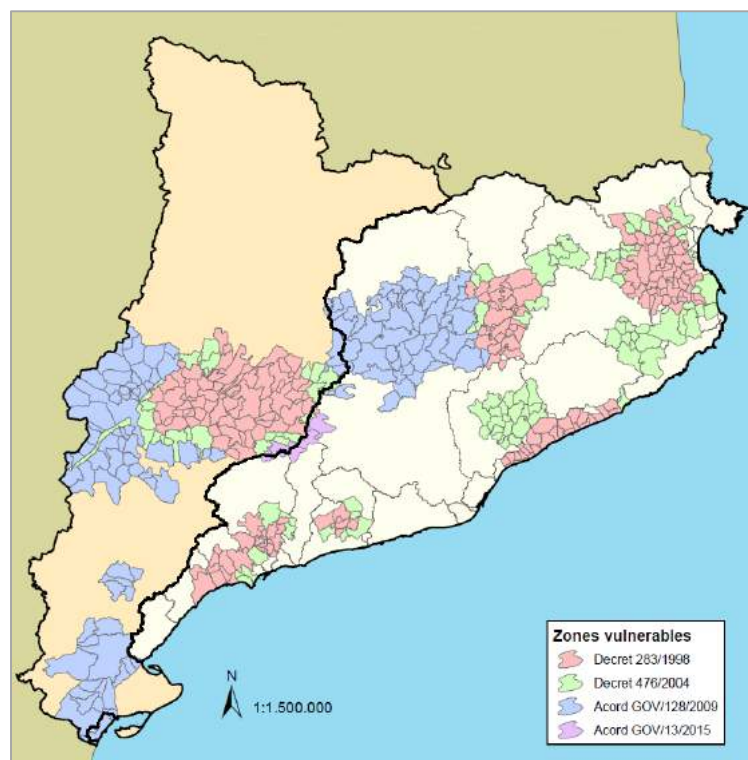 Zones vulnerables
Decret 283/1998
Decret 476/2004
Acord GOV/128/2009
Acord GOV/13/2015
N
1:1.500.000